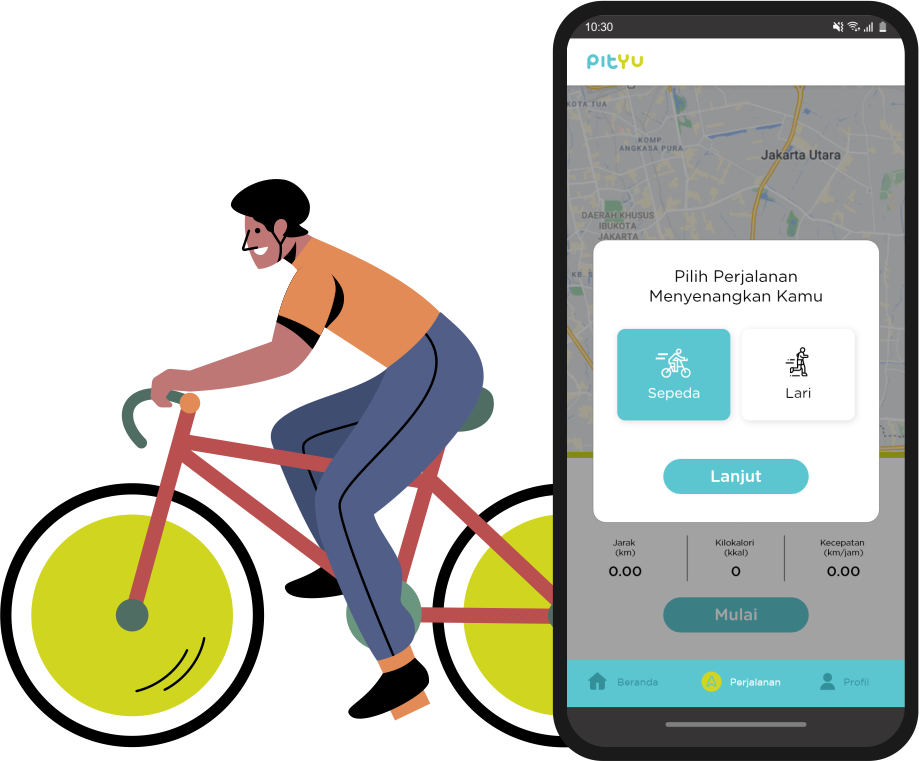 10:30
pityu
KOTA TUA
KOMP
ANGKASA PURA
Jakarta Utara
DAERAH KHUSUS
IBUKOTA
JAKARTA
KB. S
Pilih Perjalanan
Menyenangkan Kamu
Sepeda
Lari
Lanjut
Jarak
(km)
0.00
Kilokalori
(kkal)
0
Kecepatan
(km/jam)
0.00
Mulai
Beranda
Perjalanan
Profil